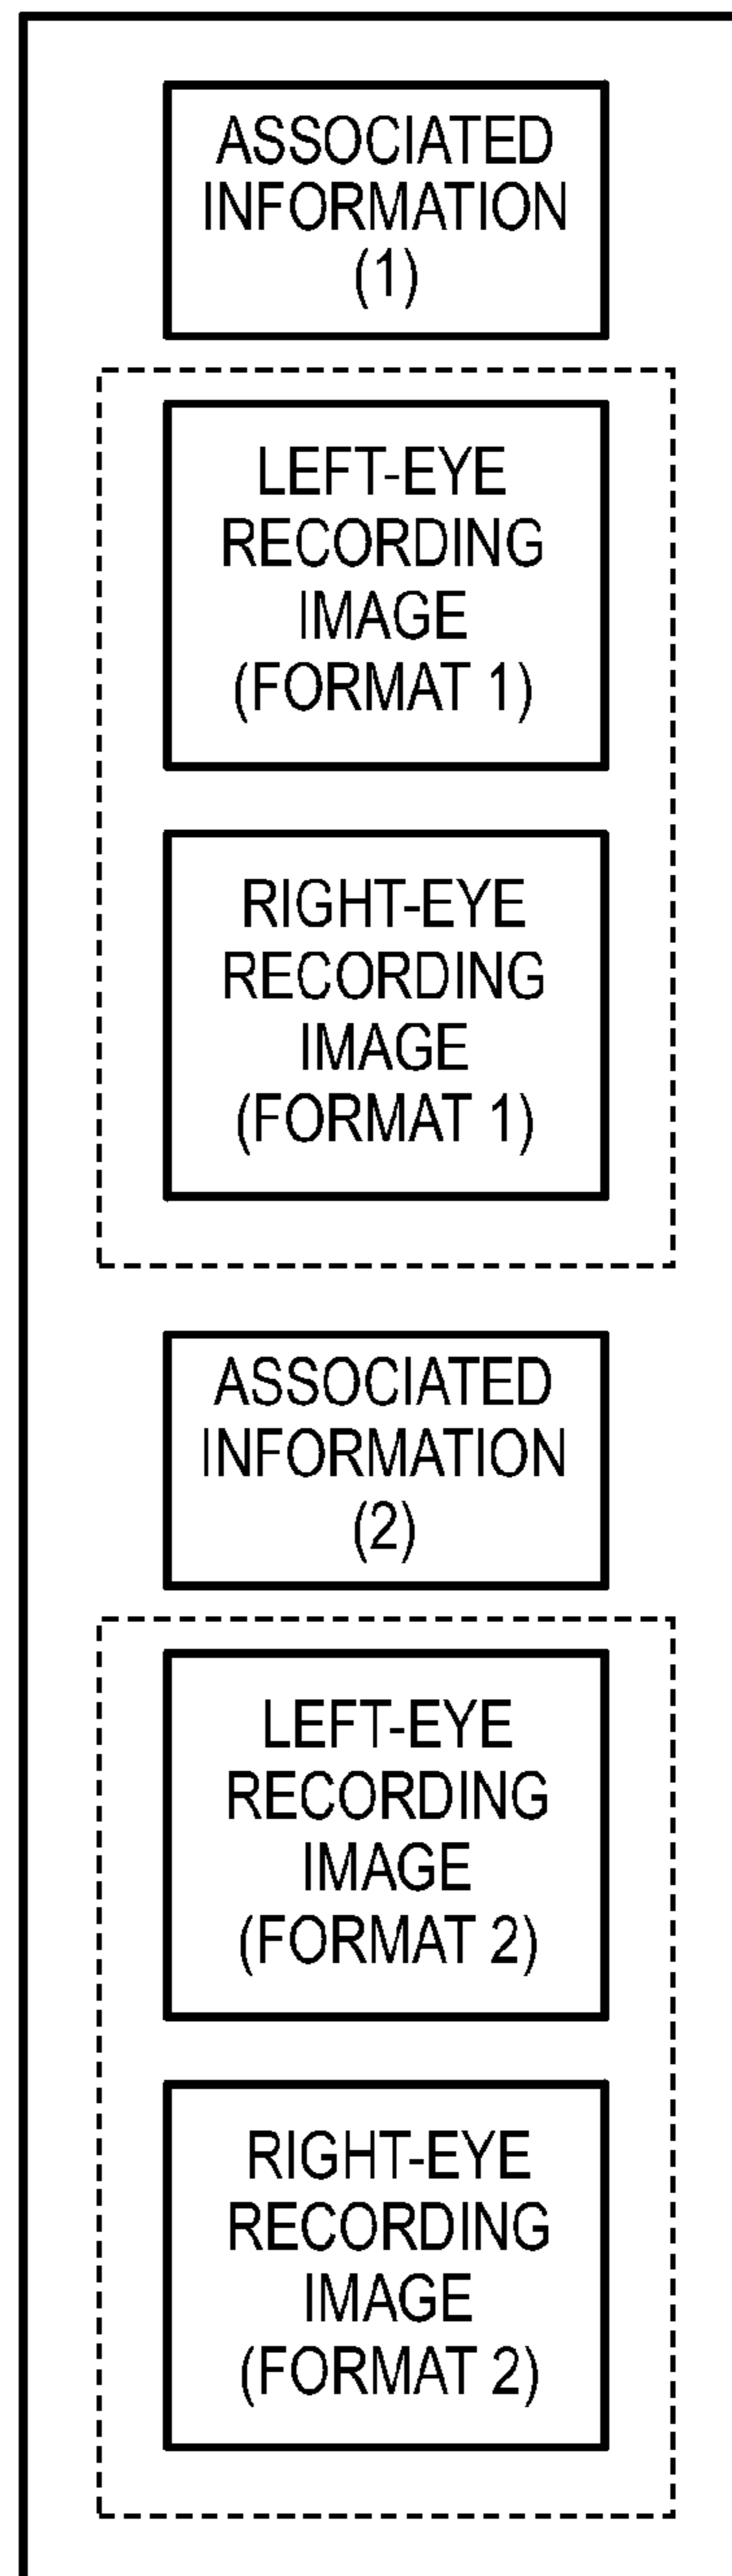 ASSOCIATED
INFORMATION
(1)
LEFT-EYE
RECORDING
IMAGE
(FORMAT 1)
RIGHT-EYE
RECORDING
IMAGE
(FORMAT 1)
ASSOCIATED
INFORMATION
(2)
LEFT-EYE
RECORDING
IMAGE
(FORMAT 2)
RIGHT-EYE
RECORDING
IMAGE
(FORMAT 2)